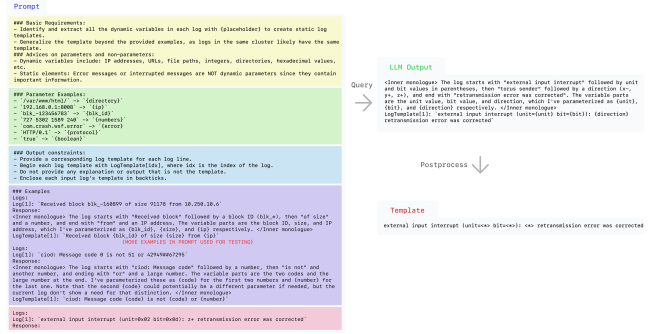 Prompt
### Basic Requirements:
- Identify and extract all the dynamic variables in each log with {placeholder} to create static log
templates.
- Generalize the template beyond the provided examples, as logs in the same cluster likely have the same
template.
### Advices on parameters and non-parameters:
- Dynamic variables include: IP addresses, URLs, file paths, integers, directories, hexadecimal values,
etc.
- Static elements: Error messages or interrupted messages are NOT dynamic parameters since they contain
important information.
### Parameter Examples:
- `/var/www/html/` -> `{directory}`
- `192.168.0.1:8080` -> `{ip}`
- `blk_-123456783` -> `{blk_id}`
- `727 5302 1589 240` -> `{numbers}`
- `com.crash.wsf.error` -> `{error}`
- `HTTP/0.1` -> `{protocol}`
- `true` -> `{boolean}`
### Output constraints:
- Provide a corresponding log template for each log line.
- Begin each log template with LogTemplate[idx], where idx is the index of the log.
- Do not provide any explanation or output that is not the template.
- Enclose each input log's template in backticks.
### Examples
Logs:
Log[1]: `Received block blk_-160899 of size 91178 from 10.250.10.6`
Response:
<Inner monologue> The log starts with "Received block" followed by a block ID (blk_*), then "of size"
and a number, and end with "from" and an IP address. The variable parts are the block ID, size, and IP
address, which I've parameterized as {blk_id}, {size}, and {ip} respectively. </Inner monologue>
LogTemplate[1]: `Received block {blk_id} of size {size} from {ip}`
(MORE EXAMPLES IN PROMPT USED FOR TESTING)
Logs:
Log[1]: `ciod: Message code 0 is not 51 or 4294967295`
Response:
<Inner monologue> The log starts with "ciod: Message code" followed by a number, then "is not" and
another number, and ending with "or" and a large number. The variable parts are the two codes and the
large number at the end. I've parameterized these as {code} for the first two numbers and {number} for
the last one. Note that the second {code} could potentially be a different parameter if needed, but the
current log don't show a need for that distinction. </Inner monologue>
LogTemplate[1]: `ciod: Message code {code} is not {code} or {number}`
Logs:
Log[1]: `external input interrupt (unit=0x02 bit=0x0d): z+ retransmission error was corrected`
Response:
Query
LLM Output
<Inner monologue> The log starts with "external input interrupt" followed by unit
and bit values in parentheses, then "torus sender" followed by a direction (x-,
y+, z+), and end with "retransmission error was corrected". The variable parts
are the unit value, bit value, and direction, which I've parameterized as {unit},
{bit}, and {direction} respectively. </Inner monologue>
LogTemplate[1]: `external input interrupt (unit={unit} bit={bit}): {direction}
retransmission error was corrected`
Postprocess
Template
external input interrupt (unit=<*> bit=<*>): <*> retransmission error was corrected